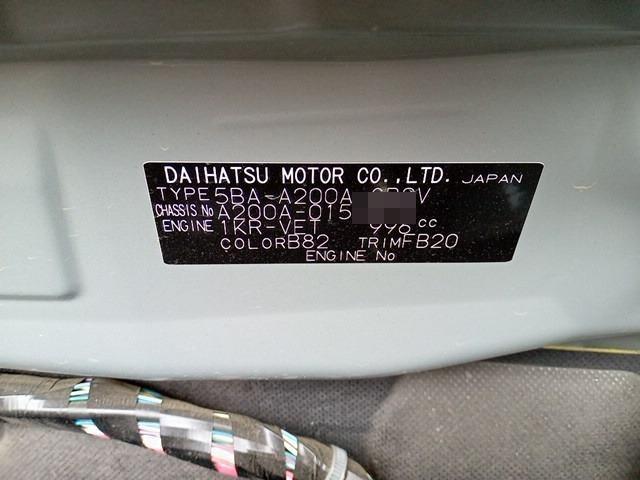 DAIHATSU MOTOR CO.,LTD. JAPAN
TYPE 5BA-A200A
CHASSIS No A200A-015
ENGINE 1KR-VET 996 cc
COLOR B82 TRIM FB20
ENGINE No